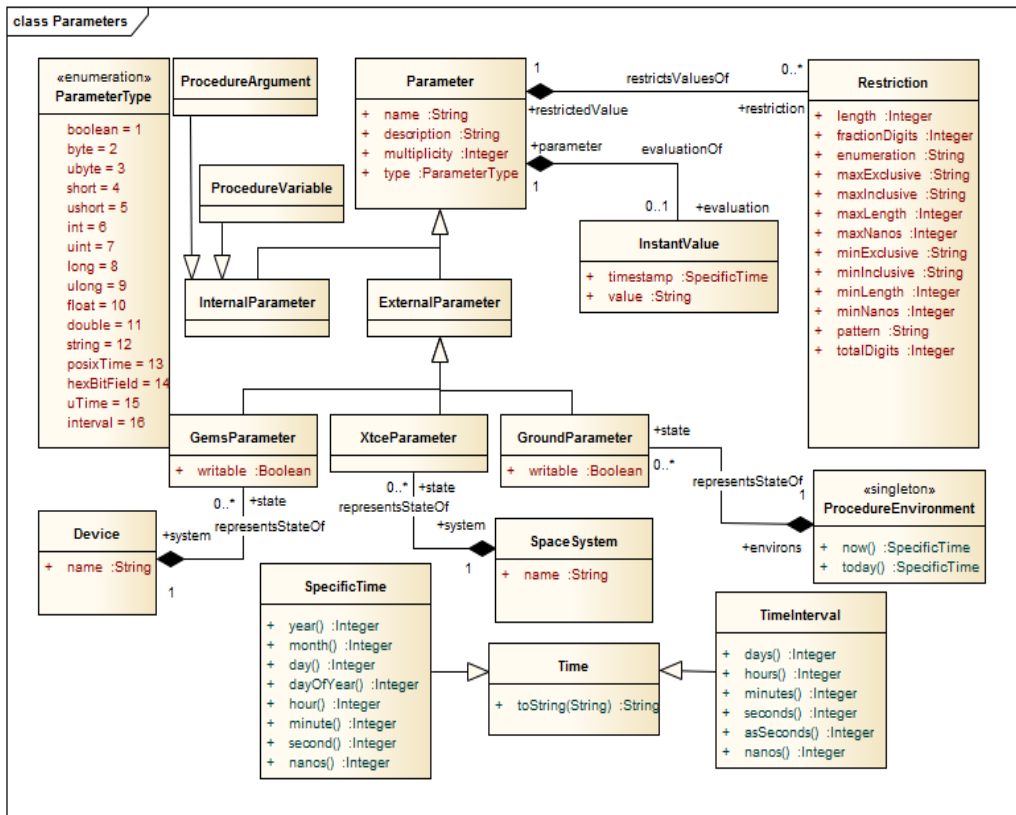 class Parameters
«enumeration»
ParameterType
boolean = 1
byte = 2
ubyte = 3
short = 4
ushort = 5
int = 6
uint = 7
long = 8
ulong = 9
float = 10
double = 11
string = 12
posixTime = 13
hexBitField = 14
uTime = 15
interval = 16
ProcedureArgument
ProcedureVariable
InternalParameter
Parameter
+ name :String
+ description :String
+ multiplicity :Integer
+ type :ParameterType
1
restrictsValuesOf
0..*
+restrictedValue
+restriction
+parameter
evaluationOf
1
0..1
+evaluation
Restriction
+ length :Integer
+ fractionDigits :Integer
+ enumeration :String
+ maxExclusive :String
+ maxInclusive :String
+ maxLength :Integer
+ maxNanos :Integer
+ minExclusive :String
+ minInclusive :String
+ minLength :Integer
+ minNanos :Integer
+ pattern :String
+ totalDigits :Integer
InstantValue
+ timestamp :SpecificTime
+ value :String
ExternalParameter
GemsParameter
+ writable :Boolean
XtceParameter
GroundParameter
+ writable :Boolean
+state
0..*
representsStateOf
1
+environs
«singleton»
ProcedureEnvironment
+ now() :SpecificTime
+ today() :SpecificTime
0..* +state
representsStateOf
+system
1
Device
+ name :String
0..* +state
representsStateOf
+system
1
SpaceSystem
+ name :String
SpecificTime
+ year() :Integer
+ month() :Integer
+ day() :Integer
+ dayOfYear() :Integer
+ hour() :Integer
+ minute() :Integer
+ second() :Integer
+ nanos() :Integer
Time
+ toString(String) :String
TimeInterval
+ days() :Integer
+ hours() :Integer
+ minutes() :Integer
+ seconds() :Integer
+ asSeconds() :Integer
+ nanos() :Integer